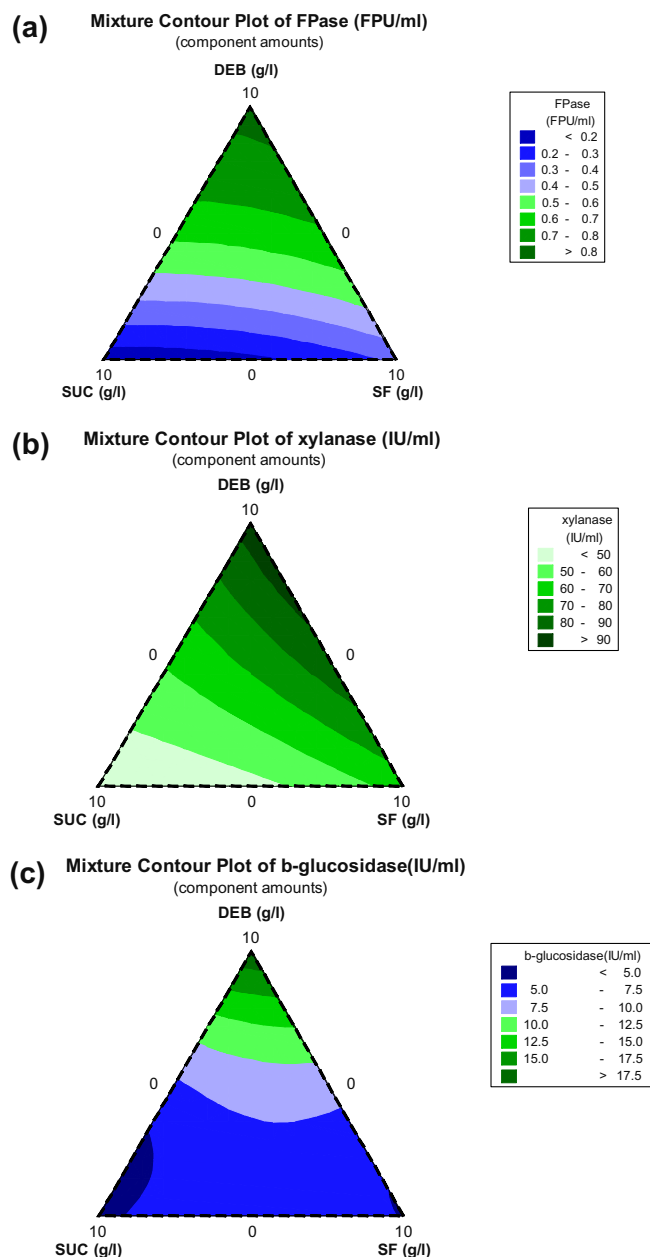 (a)
Mixture Contour Plot of FPase (FPU/ml)
(component amounts)
DEB (g/l)
10
FPase
(FPU/ml)
< 0.2
0.2 - 0.3
0.3 - 0.4
0.4 - 0.5
0.5 - 0.6
0.6 - 0.7
0.7 - 0.8
> 0.8
0 0
10 0 10
SUC (g/l) SF (g/l)
(b)
Mixture Contour Plot of xylanase (IU/ml)
(component amounts)
DEB (g/l)
10
xylanase
(IU/ml)
< 50
50 - 60
60 - 70
70 - 80
80 - 90
> 90
0 0
10 0 10
SUC (g/l) SF (g/l)
(c)
Mixture Contour Plot of b-glucosidase(IU/ml)
(component amounts)
DEB (g/l)
10
b-glucosidase(IU/ml)
< 5.0
5.0 - 7.5
7.5 - 10.0
10.0 - 12.5
12.5 - 15.0
15.0 - 17.5
> 17.5
0 0
10 0 10
SUC (g/l) SF (g/l)